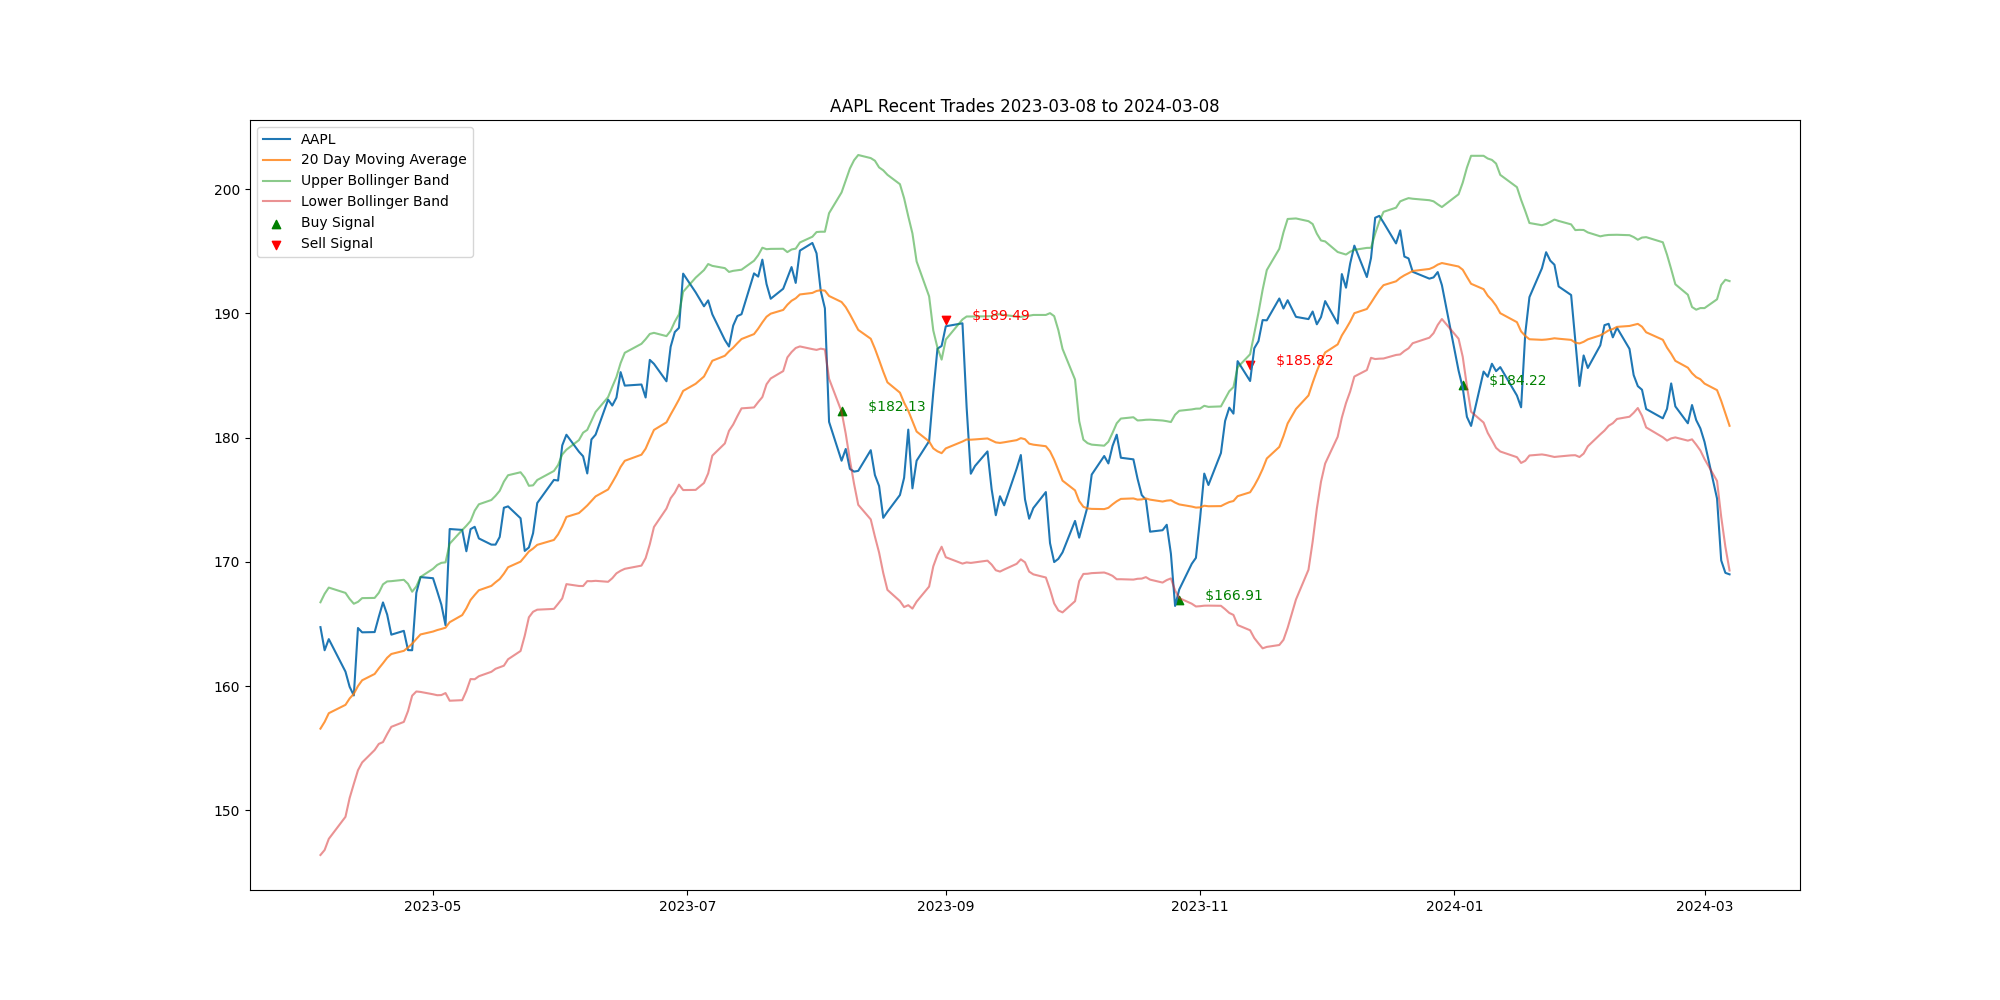 AAPL Recent Trades 2023-03-08 to 2024-03-08
AAPL
20 Day Moving Average
Upper Bollinger Band
Lower Bollinger Band
Buy Signal
Sell Signal
200
190
180
170
160
150
$182.13
$189.49
$166.91
$185.82
$184.22
2023-05
2023-07
2023-09
2023-11
2024-01
2024-03